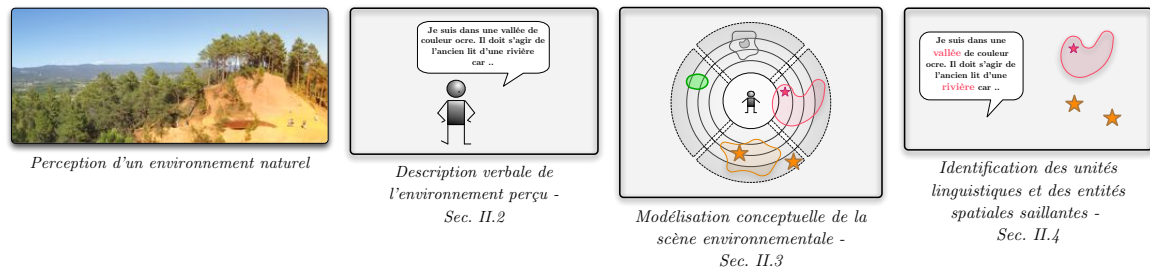 Je suis dans une vallée de
couleur ocre. Il doit s'agir de
l'ancien lit d'une rivière
car ..
Je suis dans une
vallée de couleur
ocre. Il doit s'agir de
l'ancien lit d'une
rivière car ..
Perception d'un environnement naturel
Description verbale de
l'environnement perçu -
Sec. II.2
Modélisation conceptuelle de la
scène environnementale -
Sec. II.3
Identification des unités
linguistiques et des entités
spatiales saillantes -
Sec. II.4